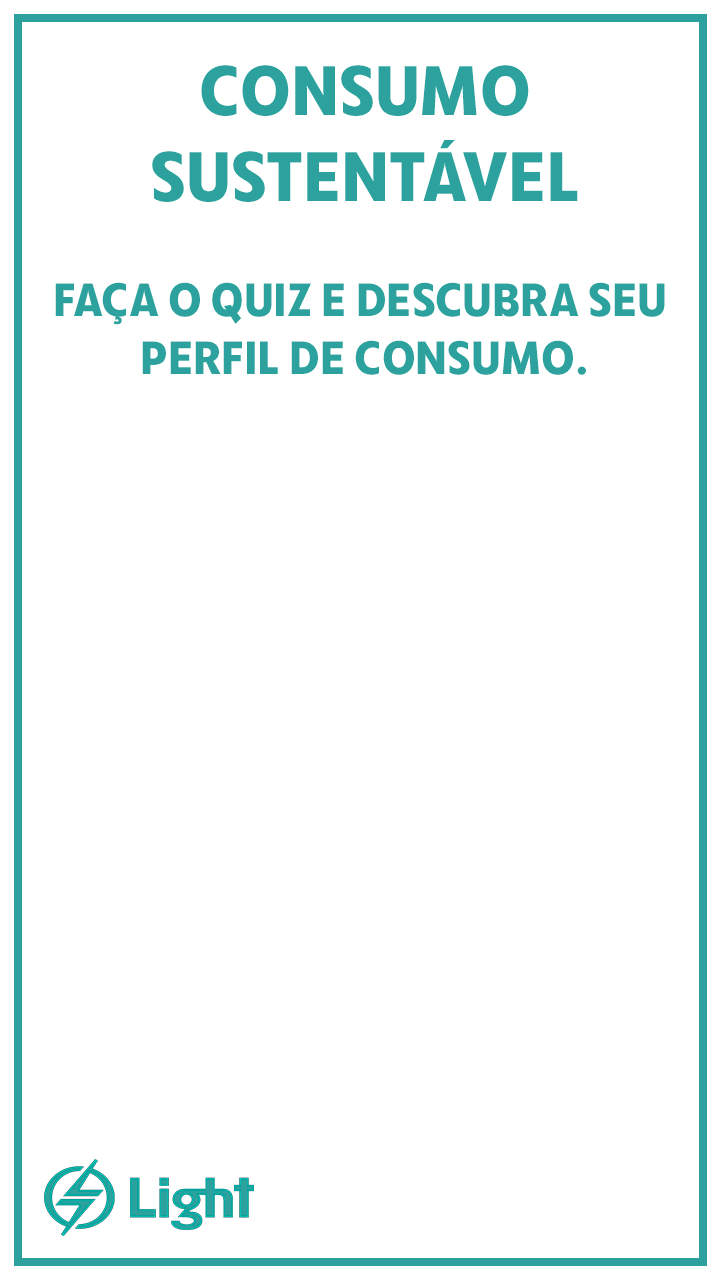 CONSUMO
SUSTENTÁVEL
FAÇA O QUIZ E DESCUBRA SEU
PERFIL DE CONSUMO.
Light